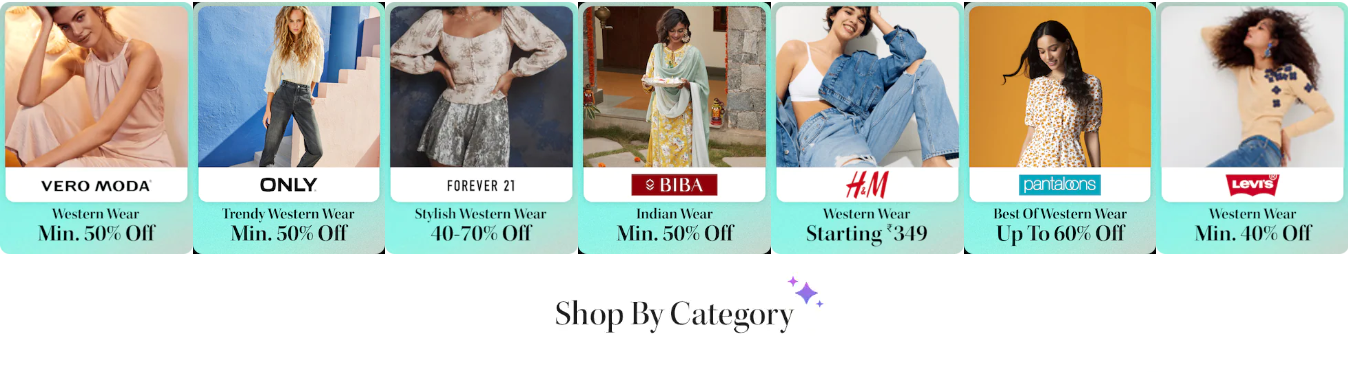 VERO MODA
Western Wear
Min. 50% Off
ONLY
Trendy Western Wear
Min. 50% Off
FOREVER 21
Stylish Western Wear
40-70% Off
BIBA
Indian Wear
Min. 50% Off
H&M
Western Wear
Starting ₹349
pantaloons
Best Of Western Wear
Up To 60% Off
LEVI'S®
Western Wear
Min. 40% Off
Shop By Category